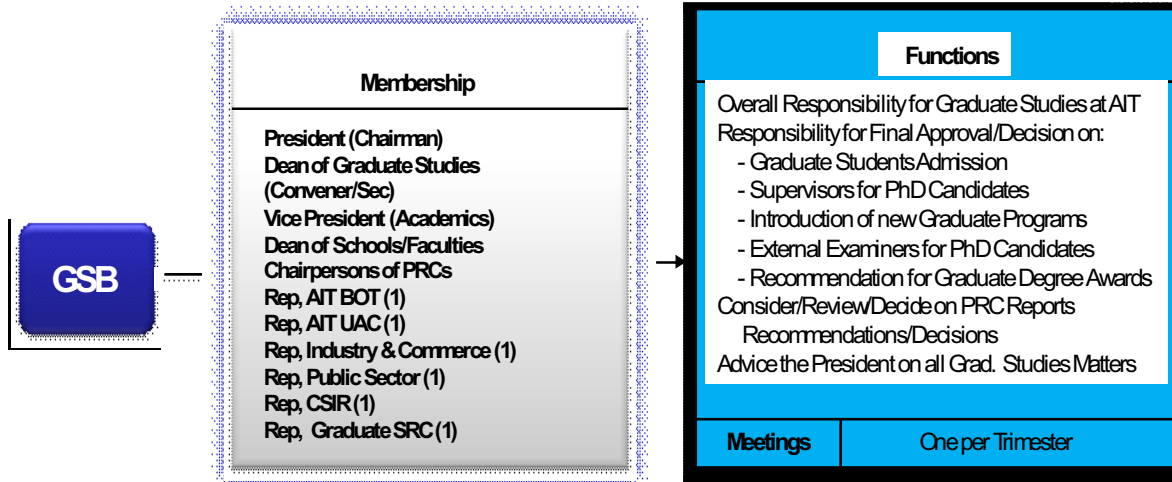 GSB
Membership
President (Chairman)
Dean of Graduate Studies
(Convener/Sec)
Vice President (Academics)
Dean of Schools/Faculties
Chairpersons of PRCs
Rep, AIT BOT (1)
Rep, AIT UAC (1)
Rep, Industry & Commerce (1)
Rep, Public Sector (1)
Rep, CSIR (1)
Rep, Graduate SRC (1)
Functions
Overall Responsibility for Graduate Studies at AIT
Responsibility for Final Approval/Decision on:
- Graduate Students Admission
- Supervisors for PhD Candidates
- Introduction of new Graduate Programs
- External Examiners for PhD Candidates
- Recommendation for Graduate Degree Awards
Consider/Review/Decide on PRC Reports
Recommendations/Decisions
Advice the President on all Grad. Studies Matters
Meetings
One per Trimester